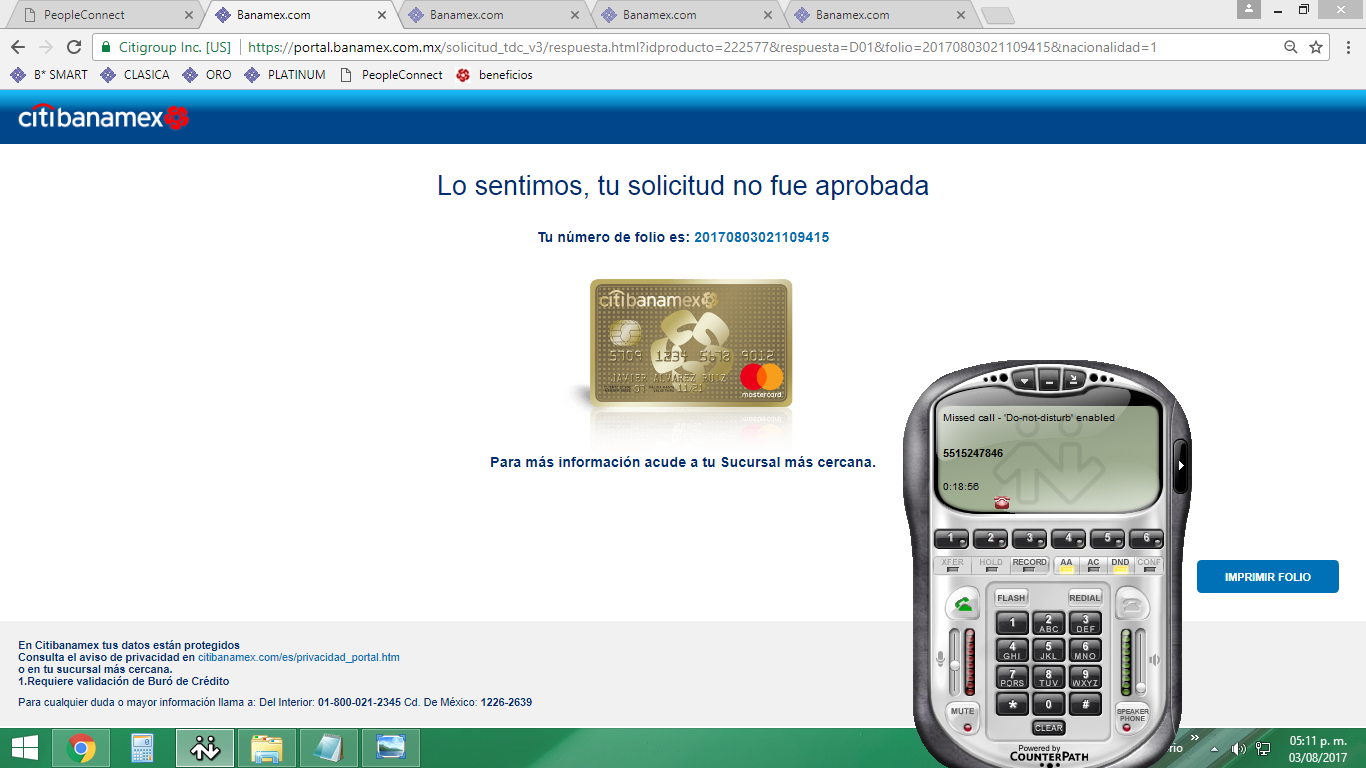 PeopleConnect
Banamex.com
Banamex.com
Banamex.com
Banamex.com
Citigroup Inc. [US]
https://portal.banamex.com.mx/solicitud_tdc_v3/respuesta.html?idproducto=222577&respuesta=D01&folio=20170803021109415&nacionalidad=1
B* SMART
CLASICA
ORO
PLATINUM
PeopleConnect
beneficios
citibanamex
Lo sentimos, tu solicitud no fue aprobada
Tu número de folio es: 20170803021109415
citibanamex
5709 1234 5678 9012
JAVIER ALVAREZ RUIZ
07 11/21
mastercard
Para más información acude a tu Sucursal más cercana.
Missed call - 'Do-not-disturb' enabled
5515247846
0:18:56
1 2 3 4 5 6
XFER HOLD RECORD AA AC DND CONF
FLASH REDIAL
1 2 ABC 3 DEF
4 GHI 5 JKL 6 MNO
7 PQRS 8 TUV 9 WXYZ
* 0 #
MUTE
SPEAKER PHONE
CLEAR
Powered by
COUNTERPATH
IMPRIMIR FOLIO
En Citibanamex tus datos están protegidos
Consulta el aviso de privacidad en citibanamex.com/es/privacidad_portal.htm
o en tu sucursal más cercana.
1.Requiere validación de Buró de Crédito
Para cualquier duda o mayor información llama a: Del Interior: 01-800-021-2345 Cd. De México: 1226-2639
rio
05:11 p. m.
03/08/2017